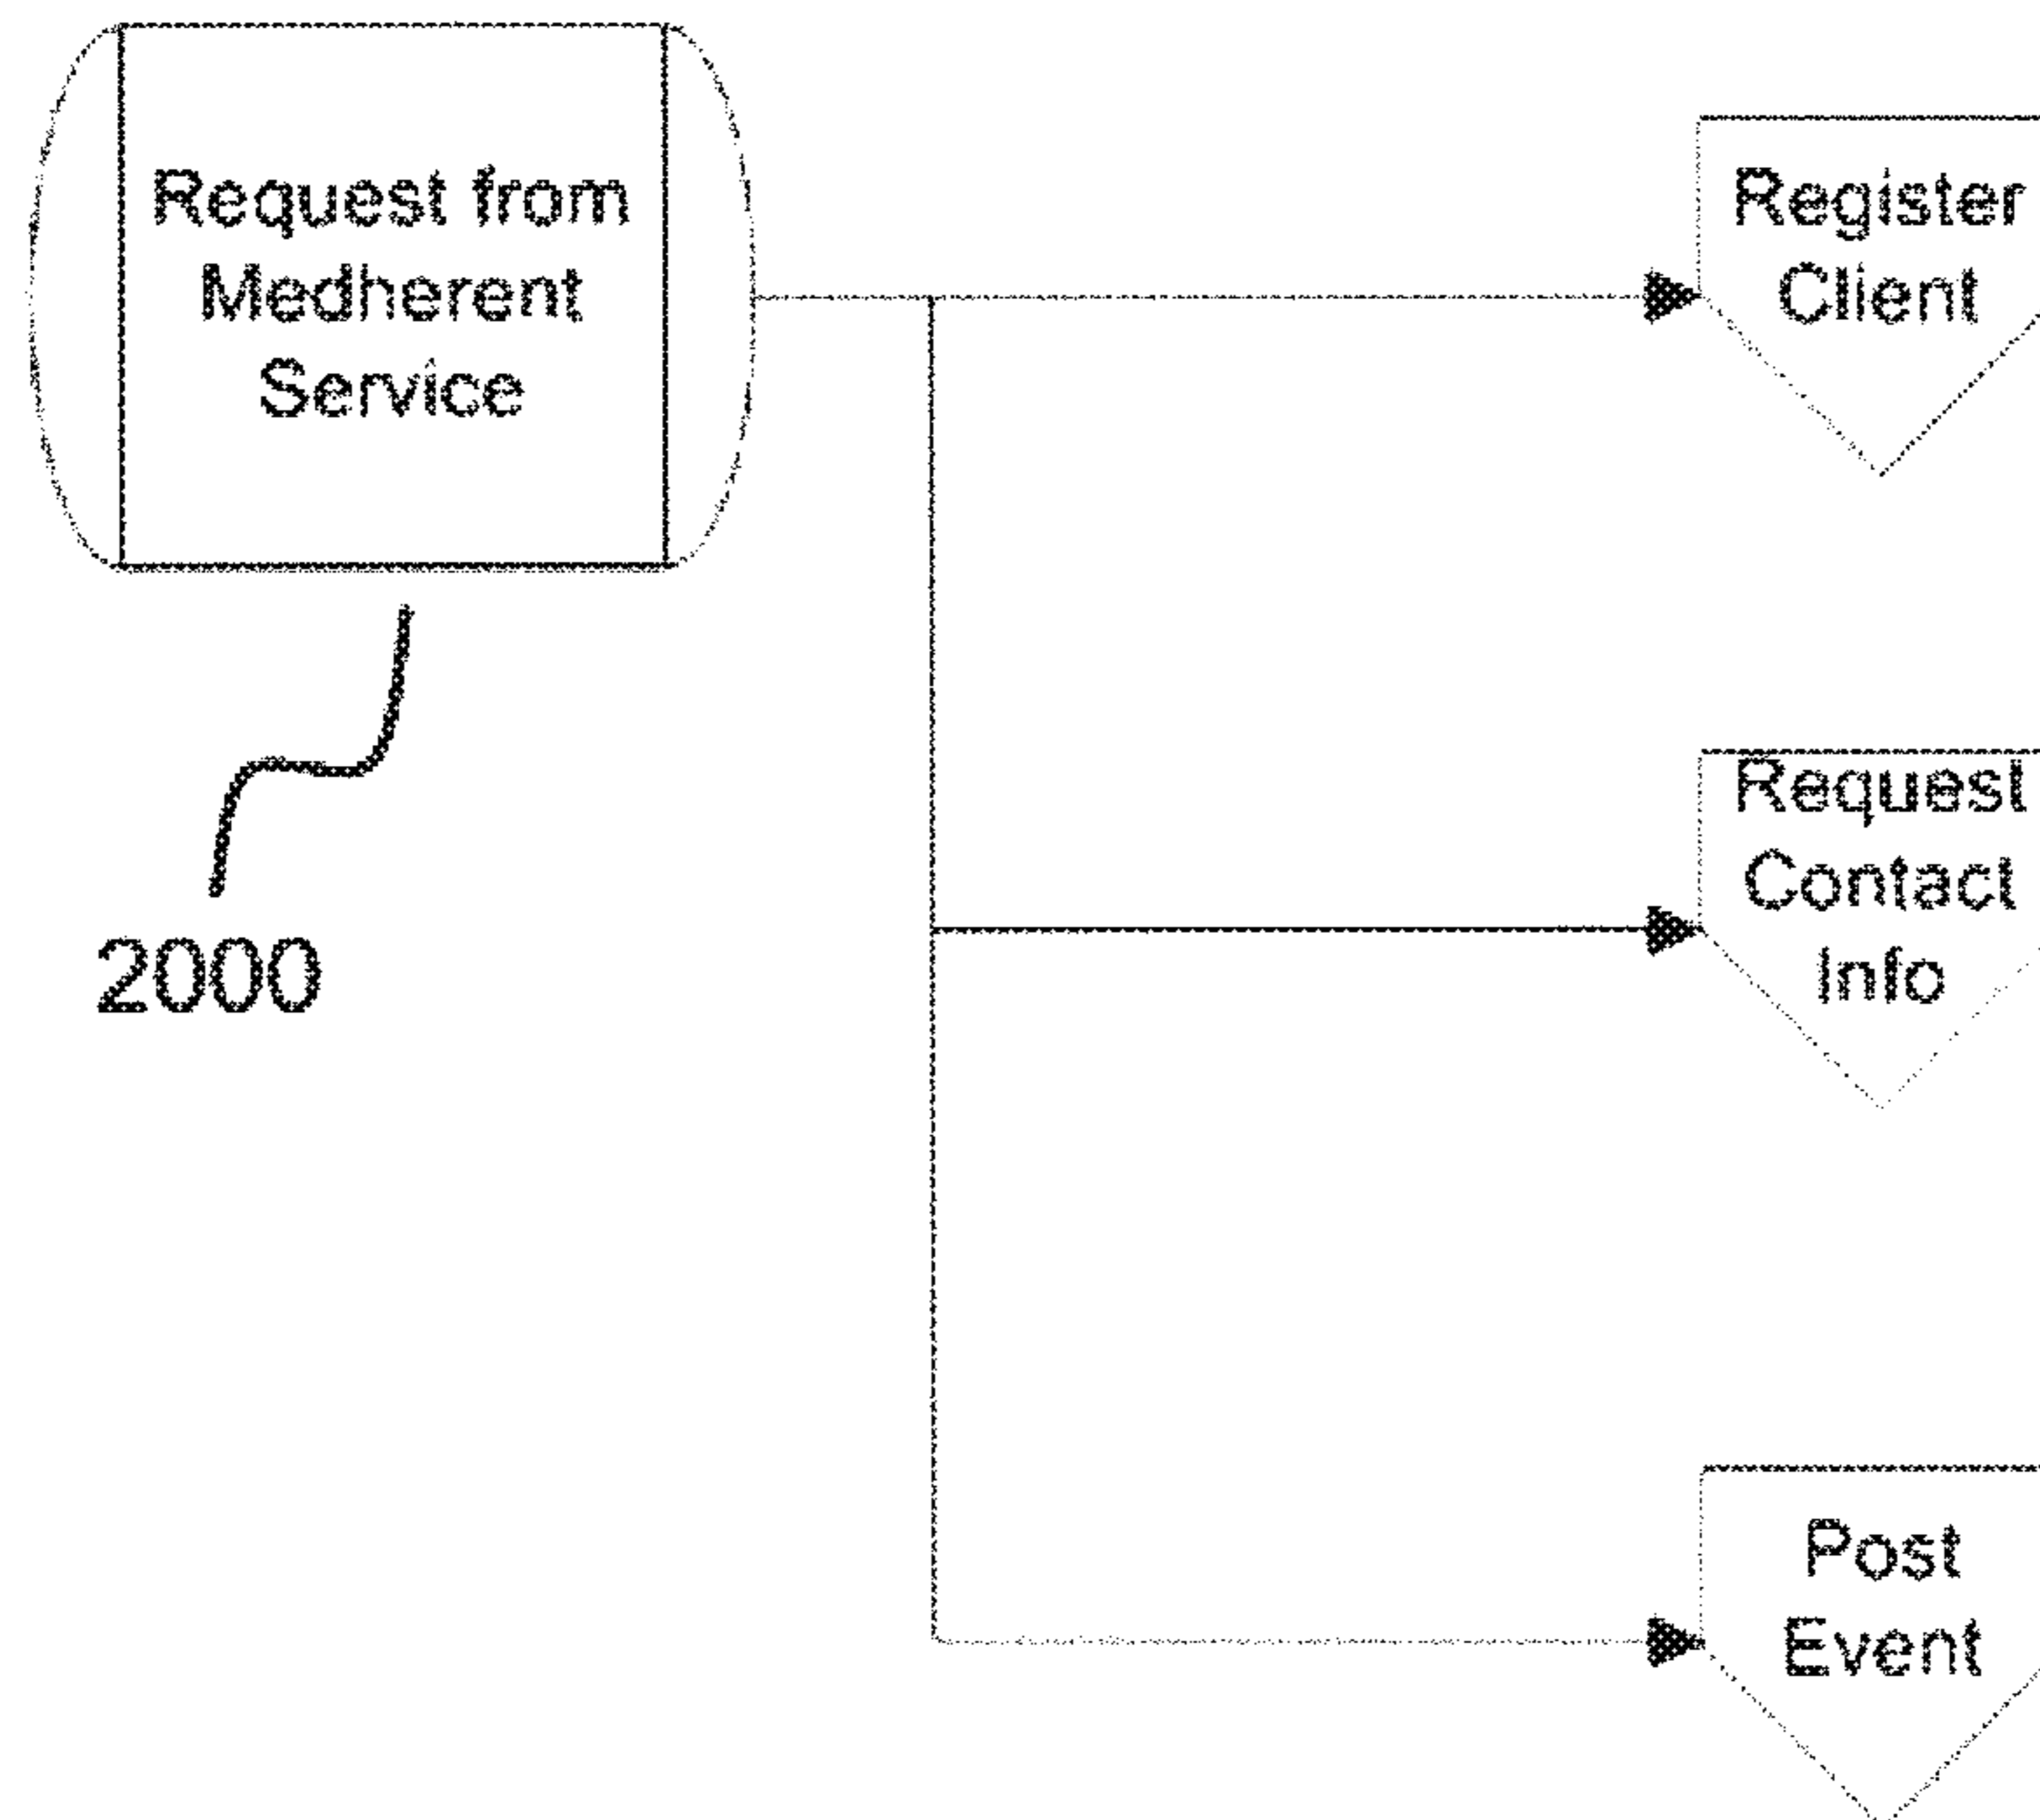 Request from
Medherent
Service
2000
Register
Client
Request
Contact
Info
Post
Event